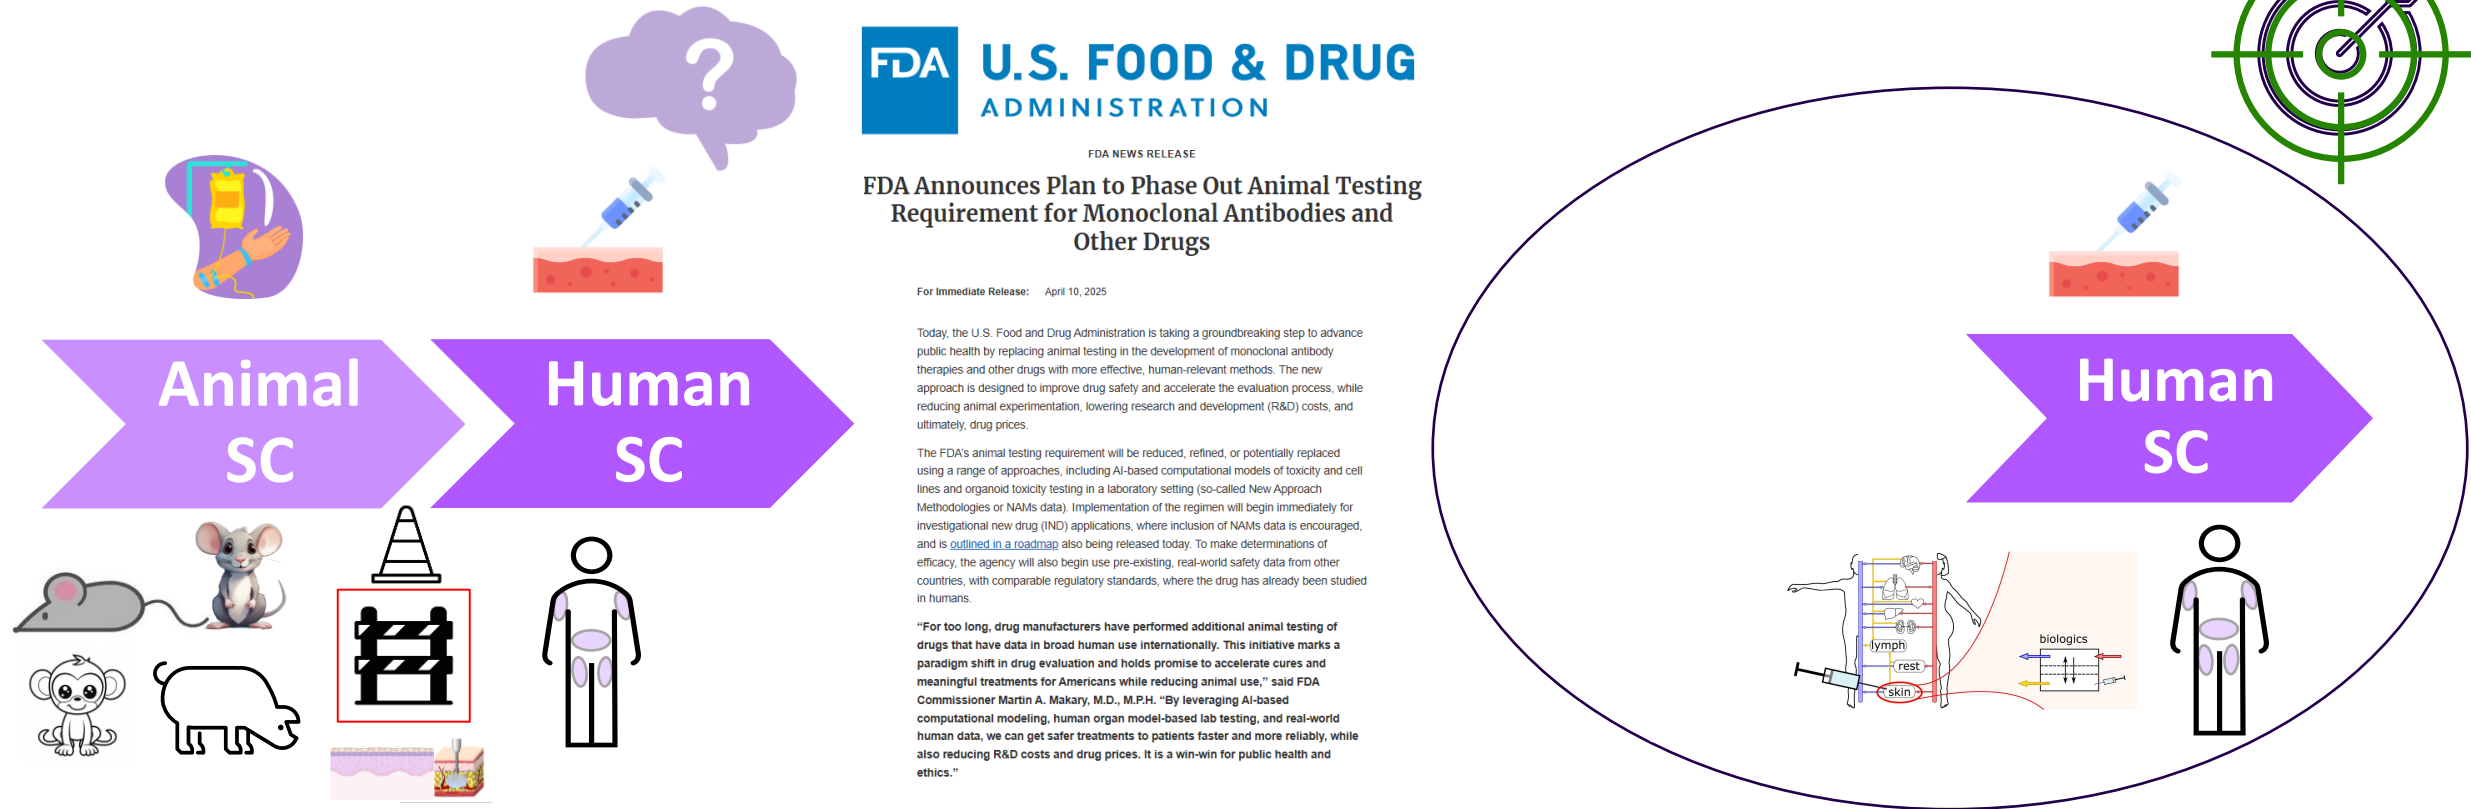 ?
Animal
SC
Human
SC
FDA
U.S. FOOD & DRUG
ADMINISTRATION
FDA NEWS RELEASE
FDA Announces Plan to Phase Out Animal Testing
Requirement for Monoclonal Antibodies and
Other Drugs
For Immediate Release: April 10, 2025
Today, the U.S. Food and Drug Administration is taking a groundbreaking step to advance
public health by replacing animal testing in the development of monoclonal antibody
therapies and other drugs with more effective, human-relevant methods. The new
approach is designed to improve drug safety and accelerate the evaluation process, while
reducing animal experimentation, lowering research and development (R&D) costs, and
ultimately, drug prices.
The FDA’s animal testing requirement will be reduced, refined, or potentially replaced
using a range of approaches, including AI-based computational models of toxicity and cell
lines and organoid toxicity testing in a laboratory setting (so-called New Approach
Methodologies or NAMs data). Implementation of the regimen will begin immediately for
investigational new drug (IND) applications, where inclusion of NAMs data is encouraged,
and is outlined in a roadmap also being released today. To make determinations of
efficacy, the agency will also begin use pre-existing, real-world safety data from other
countries, with comparable regulatory standards, where the drug has already been studied
in humans.
“For too long, drug manufacturers have performed additional animal testing of
drugs that have data in broad human use internationally. This initiative marks a
paradigm shift in drug evaluation and holds promise to accelerate cures and
meaningful treatments for Americans while reducing animal use,” said FDA
Commissioner Martin A. Makary, M.D., M.P.H. “By leveraging AI-based
computational modeling, human organ model-based lab testing, and real-world
human data, we can get safer treatments to patients faster and more reliably, while
also reducing R&D costs and drug prices. It is a win-win for public health and
ethics.”
Human
SC
lymph
rest
skin
biologics